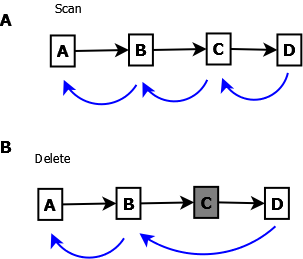 Scan
A
A B C D
B
Delete
A B C D